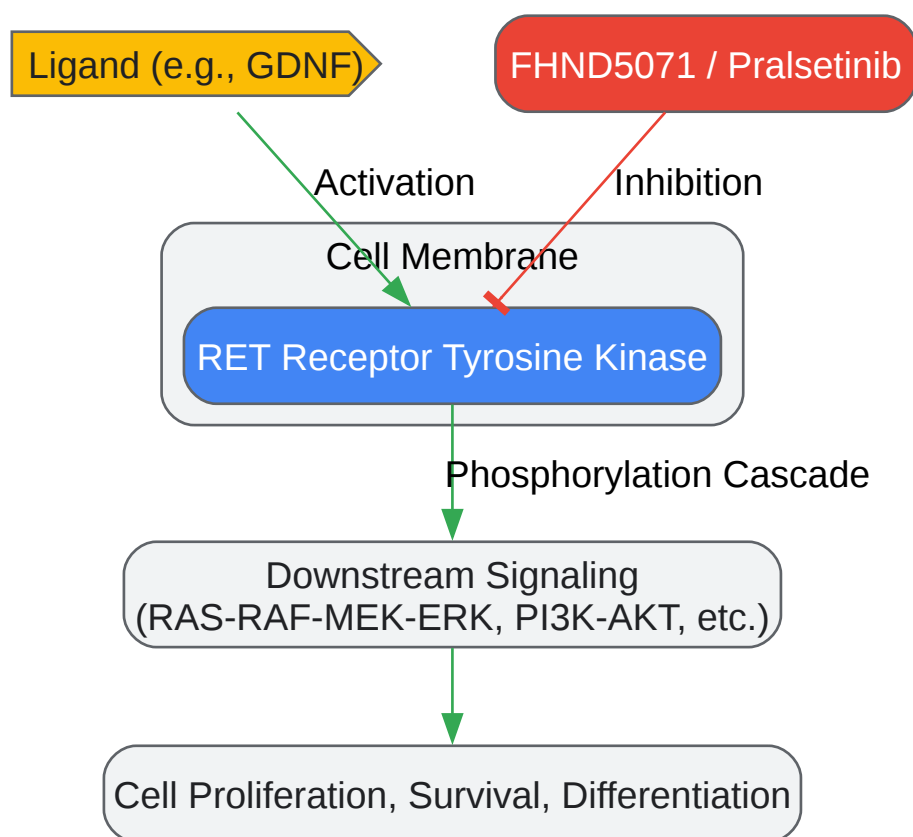 Ligand (e.g., GDNF)
FHND5071 / Pralsetinib
Activation
Inhibition
Cell Membrane
RET Receptor Tyrosine Kinase
Phosphorylation Cascade
Downstream Signaling
(RAS-RAF-MEK-ERK, PI3K-AKT, etc.)
Cell Proliferation, Survival, Differentiation